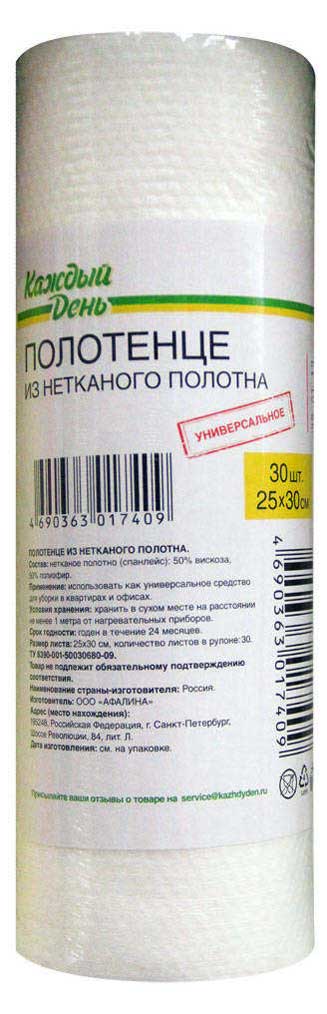 Каждый
День
ПОЛОТЕНЦЕ
ИЗ НЕТКАНОГО ПОЛОТНА
УНИВЕРСАЛЬНОЕ
30 шт.
25×30см
4 690363 017409
ПОЛОТЕНЦЕ ИЗ НЕТКАНОГО ПОЛОТНА.
Состав: нетканое полотно (спанлейс): 50% вискоза,
50% полиэфир.
Применение: использовать как универсальное средство
для уборки в квартирах и офисах.
Условия хранения: хранить в сухом месте на расстоянии
не менее 1 метра от нагревательных приборов.
Срок годности: годен в течение 24 месяцев.
Размер листа: 25х30 см, количество листов в рулоне: 30.
ТУ 8390-001-50030680-09.
Товар не подлежит обязательному подтверждению
соответствия.
Наименование страны-изготовителя: Россия.
Изготовитель: ООО «АФАЛИНА»
Адрес (место нахождения):
195248, Российская Федерация, г. Санкт-Петербург,
Шоссе Революции, 84, лит. Л.
Дата изготовления: см. на упаковке.
Присылайте ваши отзывы о товаре на service@kazhdyden.ru
4 690363 017409